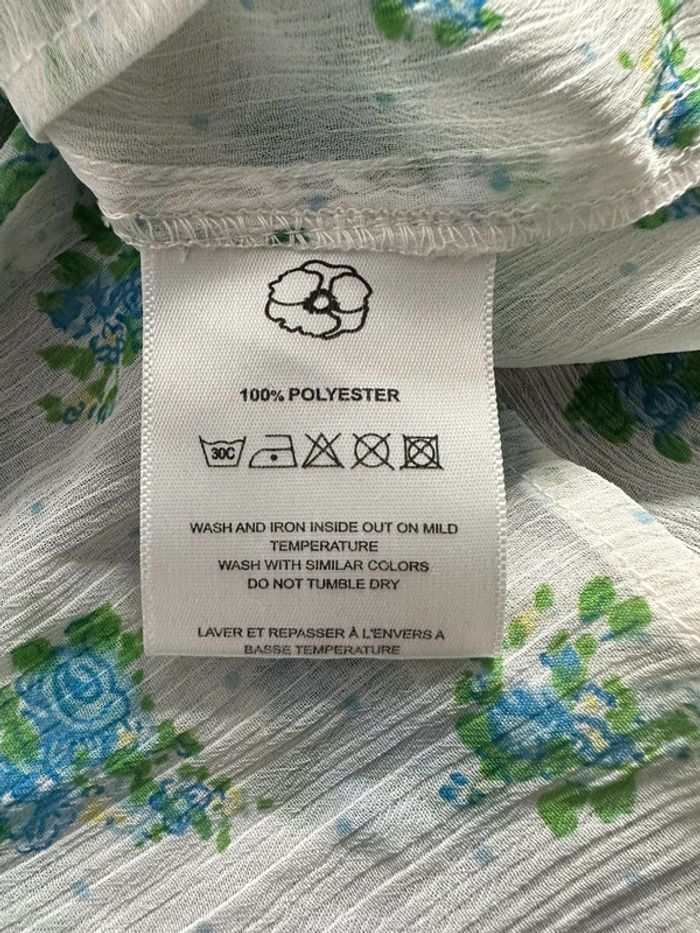 100% POLYESTER
30C
WASH AND IRON INSIDE OUT ON MILD
TEMPERATURE
WASH WITH SIMILAR COLORS
DO NOT TUMBLE DRY
LAVER ET REPASSER À L'ENVERS A
BASSE TEMPERATURE